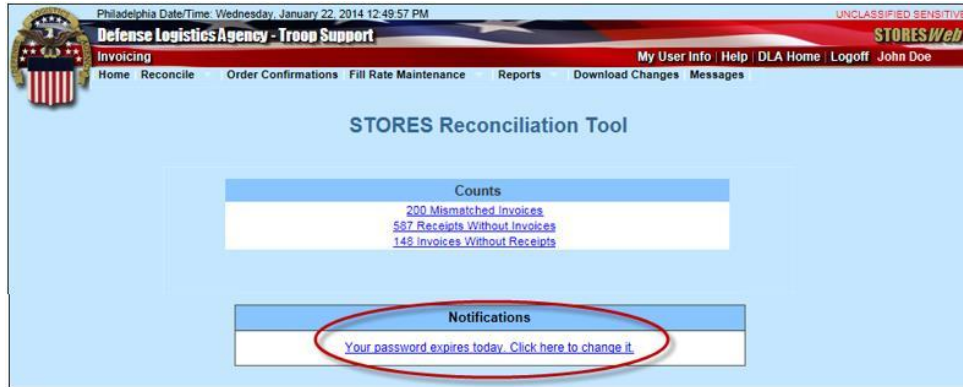 Philadelphia Date/Time: Wednesday, January 22, 2014 12:49:57 PM UNCLASSIFIED SENSITIVE
Defense Logistics Agency - Troop Support STORESWeb
Invoicing My User Info | Help | DLA Home | Logoff John Doe
Home Reconcile Order Confirmations Fill Rate Maintenance Reports Download Changes Messages
STORES Reconciliation Tool
Counts
200 Mismatched Invoices
587 Receipts Without Invoices
148 Invoices Without Receipts
Notifications
Your password expires today. Click here to change it.